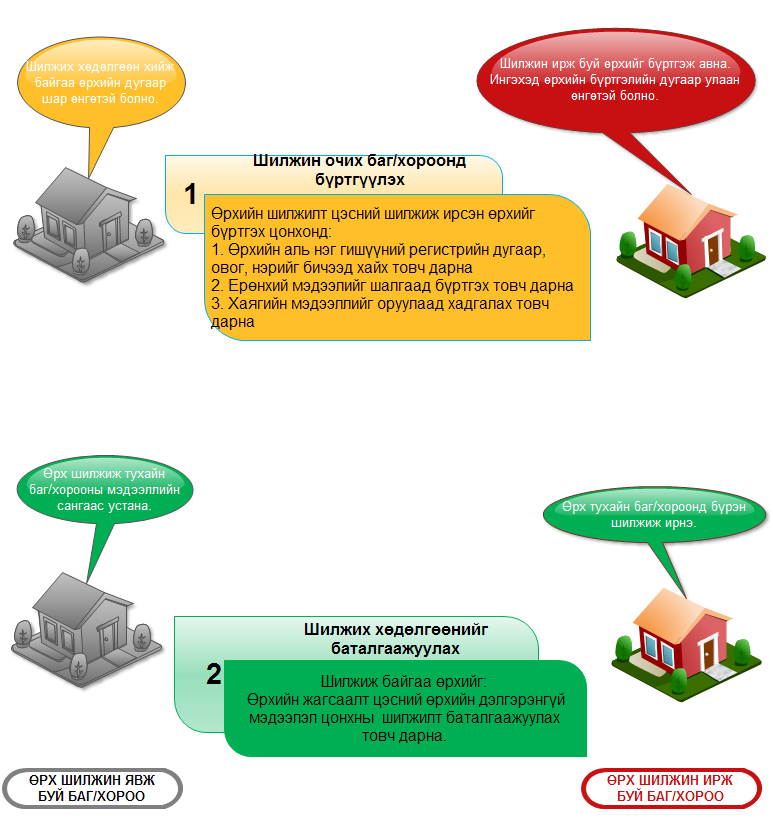 Шилжих хөдөлгөөн хийж
байгаа өрхийн дугаар
шар өнгөтэй болно.
Шилжин ирж буй өрхийг бүртгэж авна.
Ингэхэд өрхийн бүртгэлийн дугаар улаан
өнгөтэй болно.
1
Шилжин очих баг/хороонд
бүртгүүлэх
Өрхийн шилжилт цэсний шилжиж ирсэн өрхийг
бүртгэх цонхонд:
1. Өрхийн аль нэг гишүүний регистрийн дугаар,
овог, нэрийг бичээд хайх товч дарна
2. Ерөнхий мэдээлийг шалгаад бүртгэх товч дарна
3. Хаягийн мэдээллийг оруулаад хадгалах товч
дарна
Өрх шилжиж тухайн
баг/хорооны мэдээллийн
сангаас устана.
Өрх тухайн баг/хороонд бүрэн
шилжиж ирнэ.
2
Шилжих хөдөлгөөнийг
баталгаажуулах
Шилжиж байгаа өрхийг:
Өрхийн жагсаалт цэсний өрхийн дэлгэрэнгүй
мэдээлэл цонхны шилжилт баталгаажуулах
товч дарна.
ӨРХ ШИЛЖИН ЯВЖ
БУЙ БАГ/ХОРОО
ӨРХ ШИЛЖИН ИРЖ
БУЙ БАГ/ХОРОО